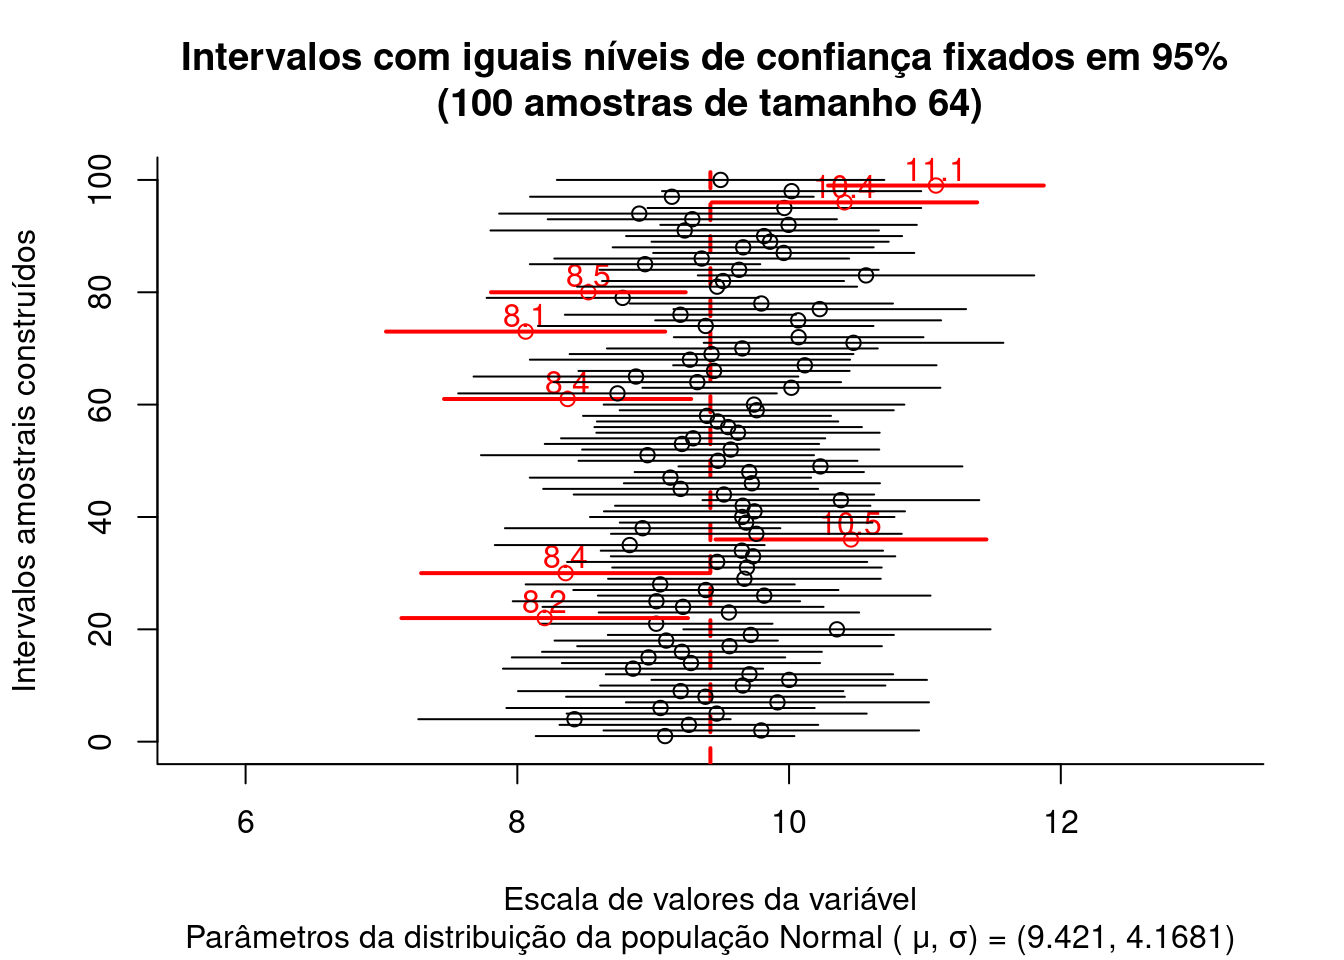 Intervalos com iguais níveis de confiança fixados em 95%
(100 amostras de tamanho 64)
Intervalos amostrais construídos
100
80
60
40
20
0
11.1
10.4
8.5
8.1
8.4
10.5
8.4
8.2
6 8 10 12
Escala de valores da variável
Parâmetros da distribuição da população Normal ( μ, σ) = (9.421, 4.1681)